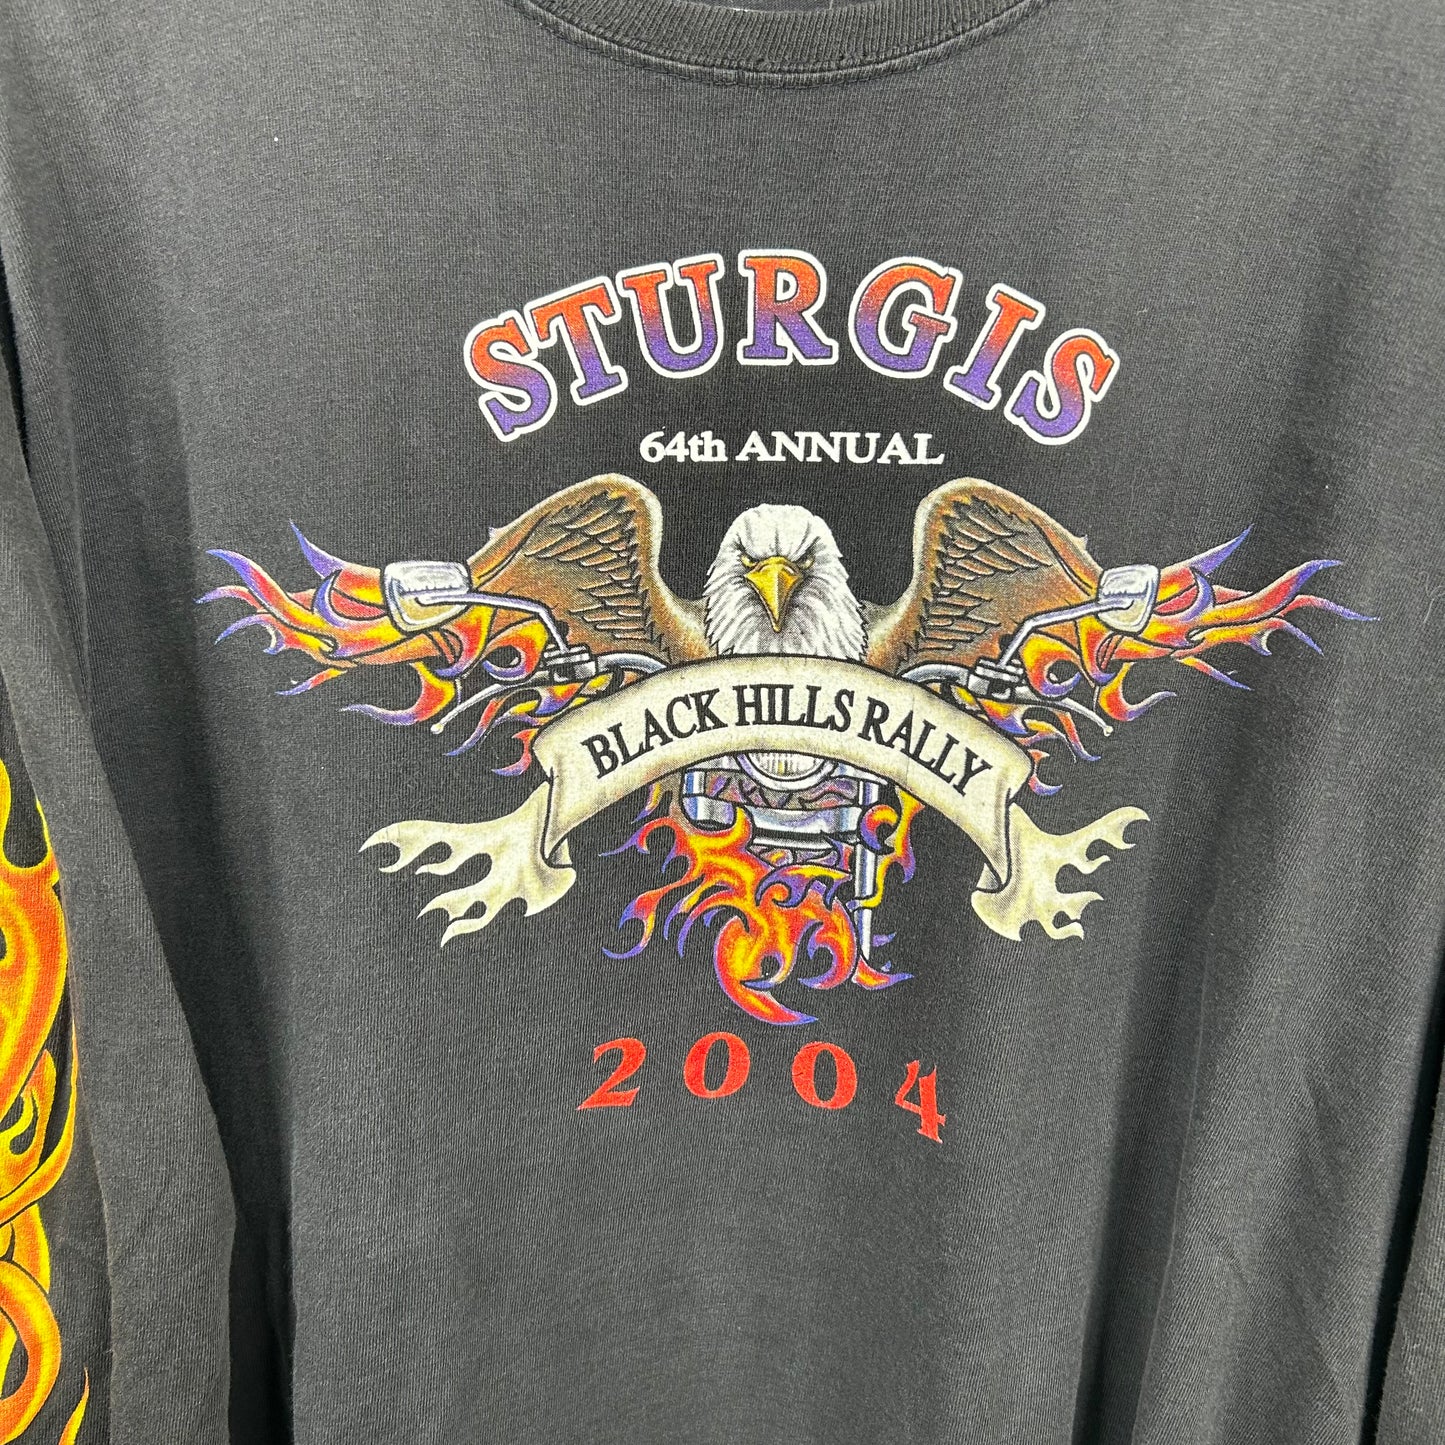 STURGIS
64th ANNUAL
BLACK HILLS RALLY
2004